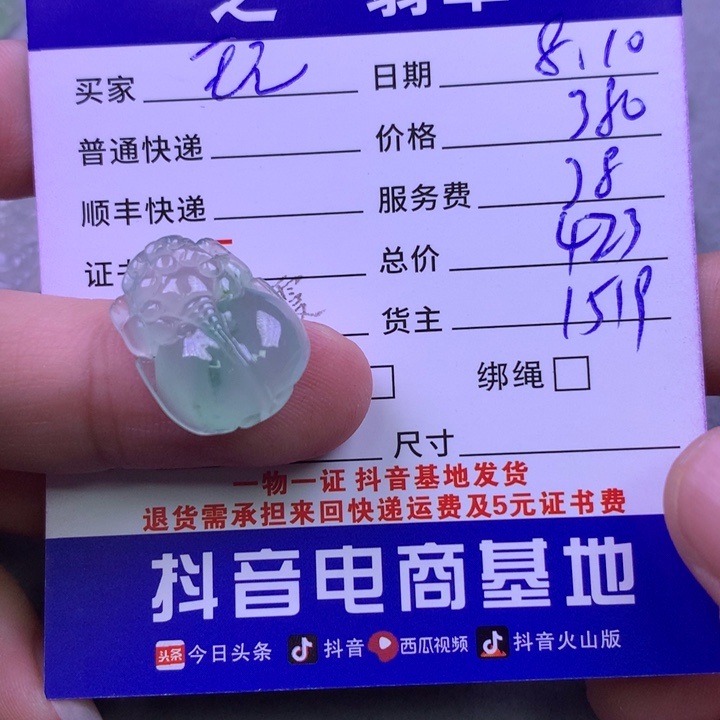 买家 日期 8.10
普通快递 价格 380
顺丰快递 服务费 38
证书 总价 423
货主 1519
绑绳
尺寸
一物一证 抖音基地发货
退货需承担来回快递运费及5元证书费
抖音电商基地
头条 今日头条 抖音 西瓜视频 抖音火山版